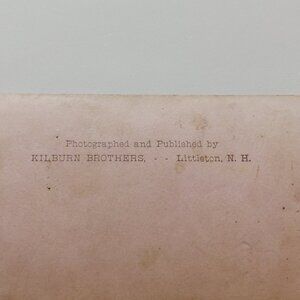 Photographed and Published by
KILBURN BROTHERS, - - Littleton, N. H.